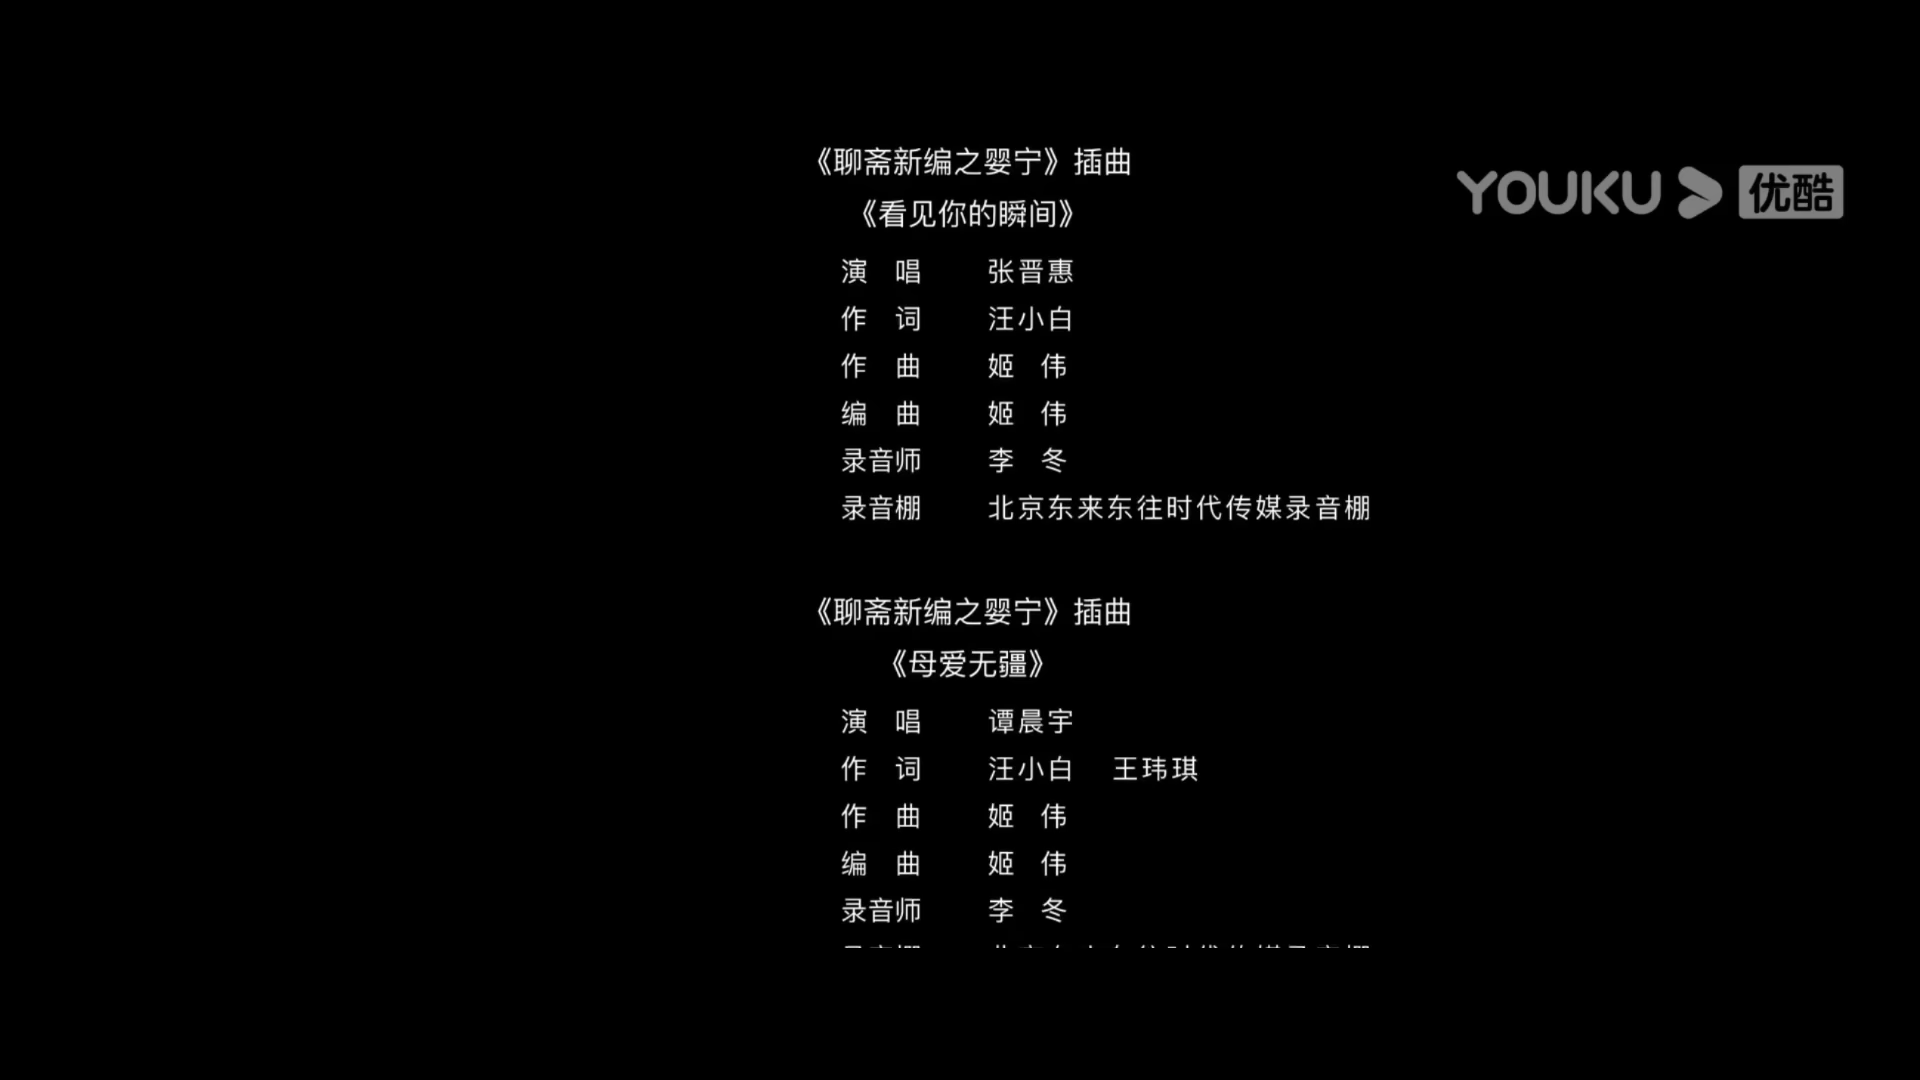 《聊斋新编之婴宁》插曲
YOUKU 优酷
《看见你的瞬间》
演 唱 张晋惠
作 词 汪小白
作 曲 姬 伟
编 曲 姬 伟
录音师 李 冬
录音棚 北京东来东往时代传媒录音棚
《聊斋新编之婴宁》插曲
《母爱无疆》
演 唱 谭晨宇
作 词 汪小白 王玮琪
作 曲 姬 伟
编 曲 姬 伟
录音师 李 冬